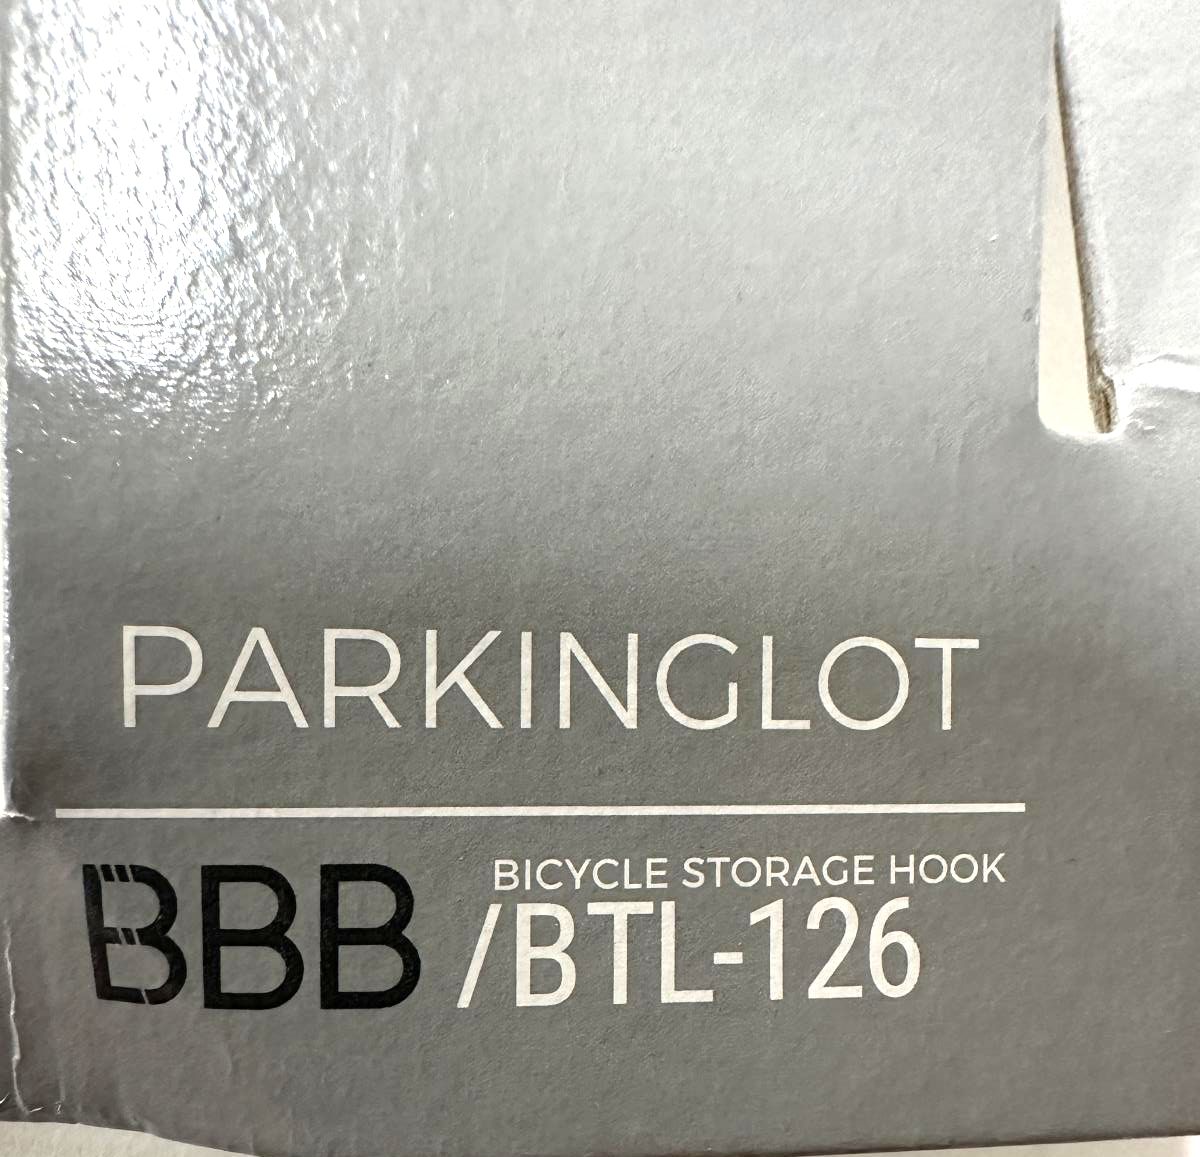 PARKINGLOT
BBB
BICYCLE STORAGE HOOK
/BTL-126